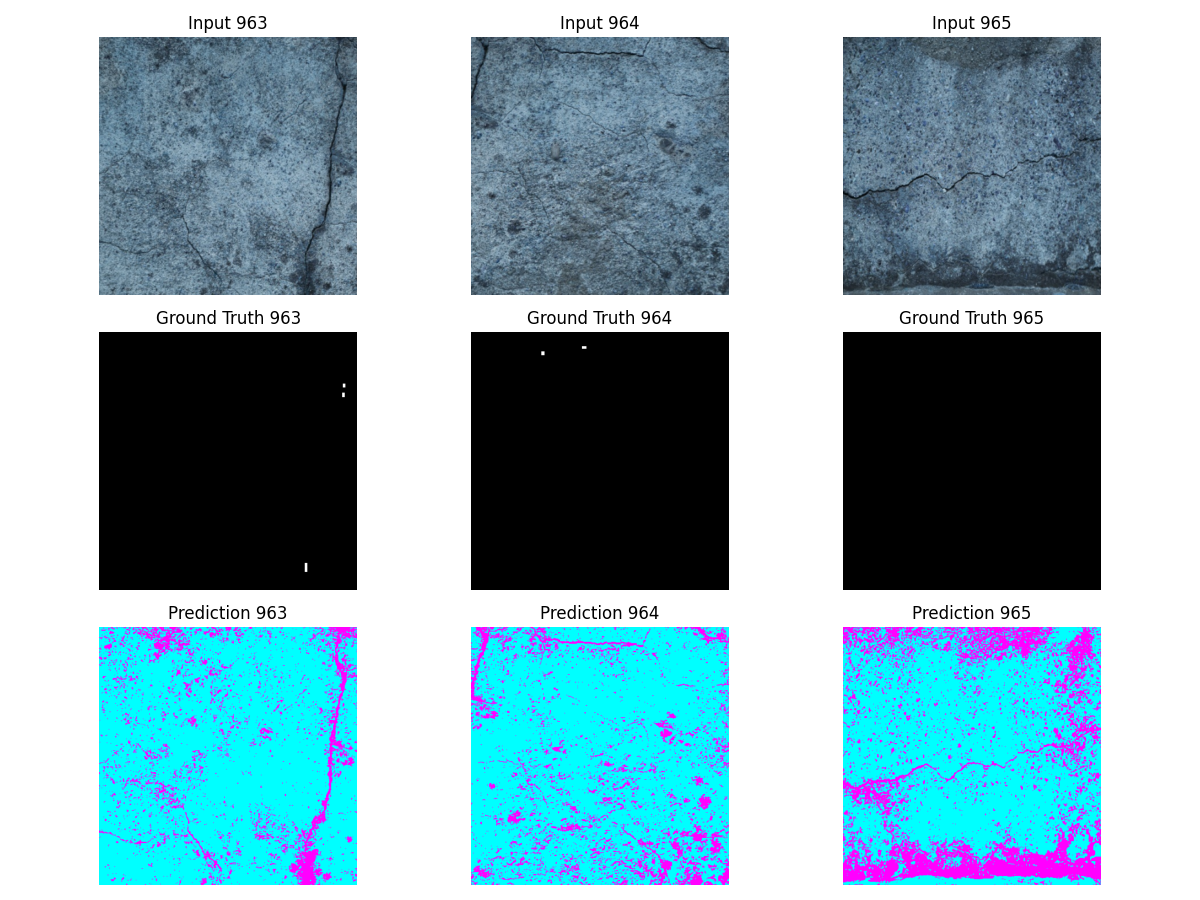 Input 963
Input 964
Input 965
Ground Truth 963
Ground Truth 964
Ground Truth 965
Prediction 963
Prediction 964
Prediction 965